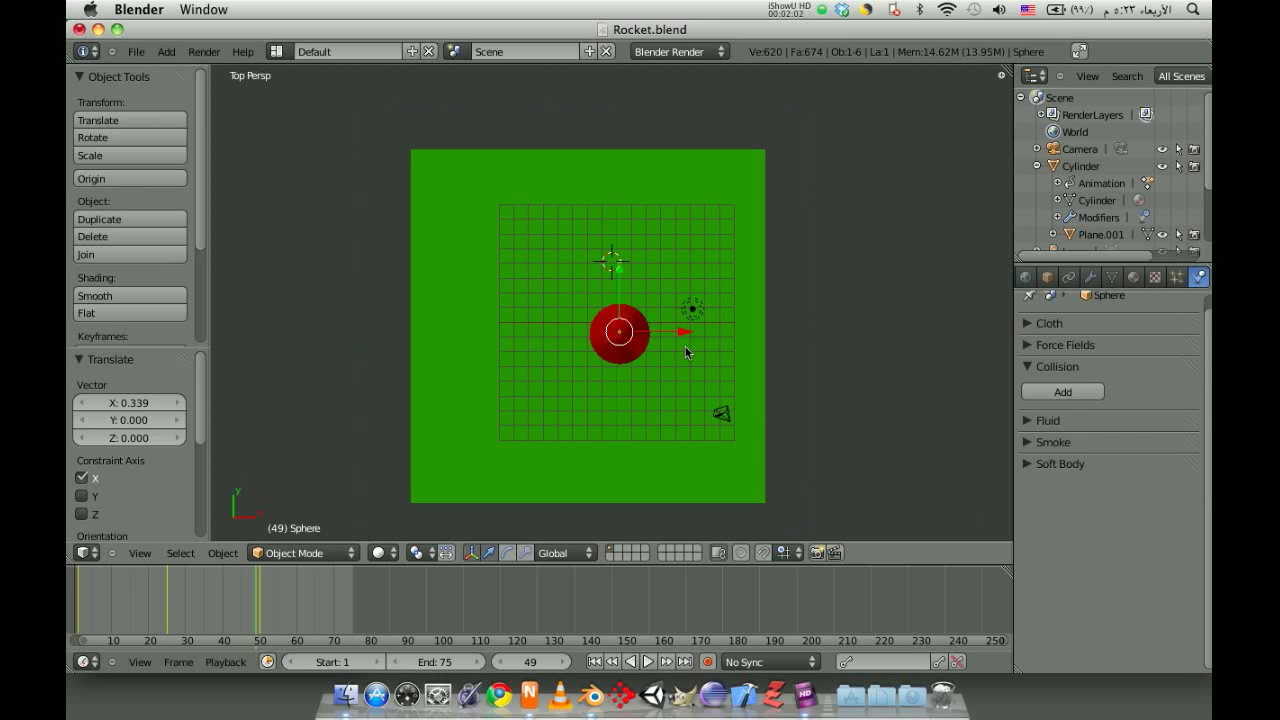 Blender Window iShowU HD 00:02:02 (٩٩٪) الأربعاء ٥:٢٣ م
Rocket.blend
File Add Render Help Default Scene Blender Render Ve:620 | Fa:674 | Ob:1-6 | La:1 | Mem:14.62M (13.95M) | Sphere
Object Tools
Transform:
Translate
Rotate
Scale
Origin
Object:
Duplicate
Delete
Join
Shading:
Smooth
Flat
Keyframes:
Translate
Vector
X: 0.339
Y: 0.000
Z: 0.000
Constraint Axis
X
Y
Z
Orientation
Top Persp
y
(49) Sphere
View Select Object Object Mode Global
10 20 30 40 50 60 70 80 90 100 110 120 130 140 150 160 170 180 190 200 210 220 230 240 250
View Frame Playback Start: 1 End: 75 49 No Sync
View Search All Scenes
Scene
RenderLayers |
World
Camera |
Cylinder
Animation
Cylinder
Modifiers
Plane.001
Sphere
Cloth
Force Fields
Collision
Add
Fluid
Smoke
Soft Body
N
HD